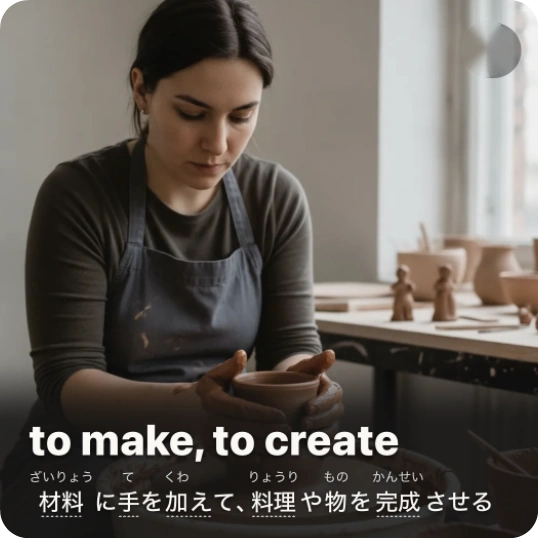 to make, to create
ざいりょう て くわ りょうり もの かんせい
材料に手を加えて、料理や物を完成させる